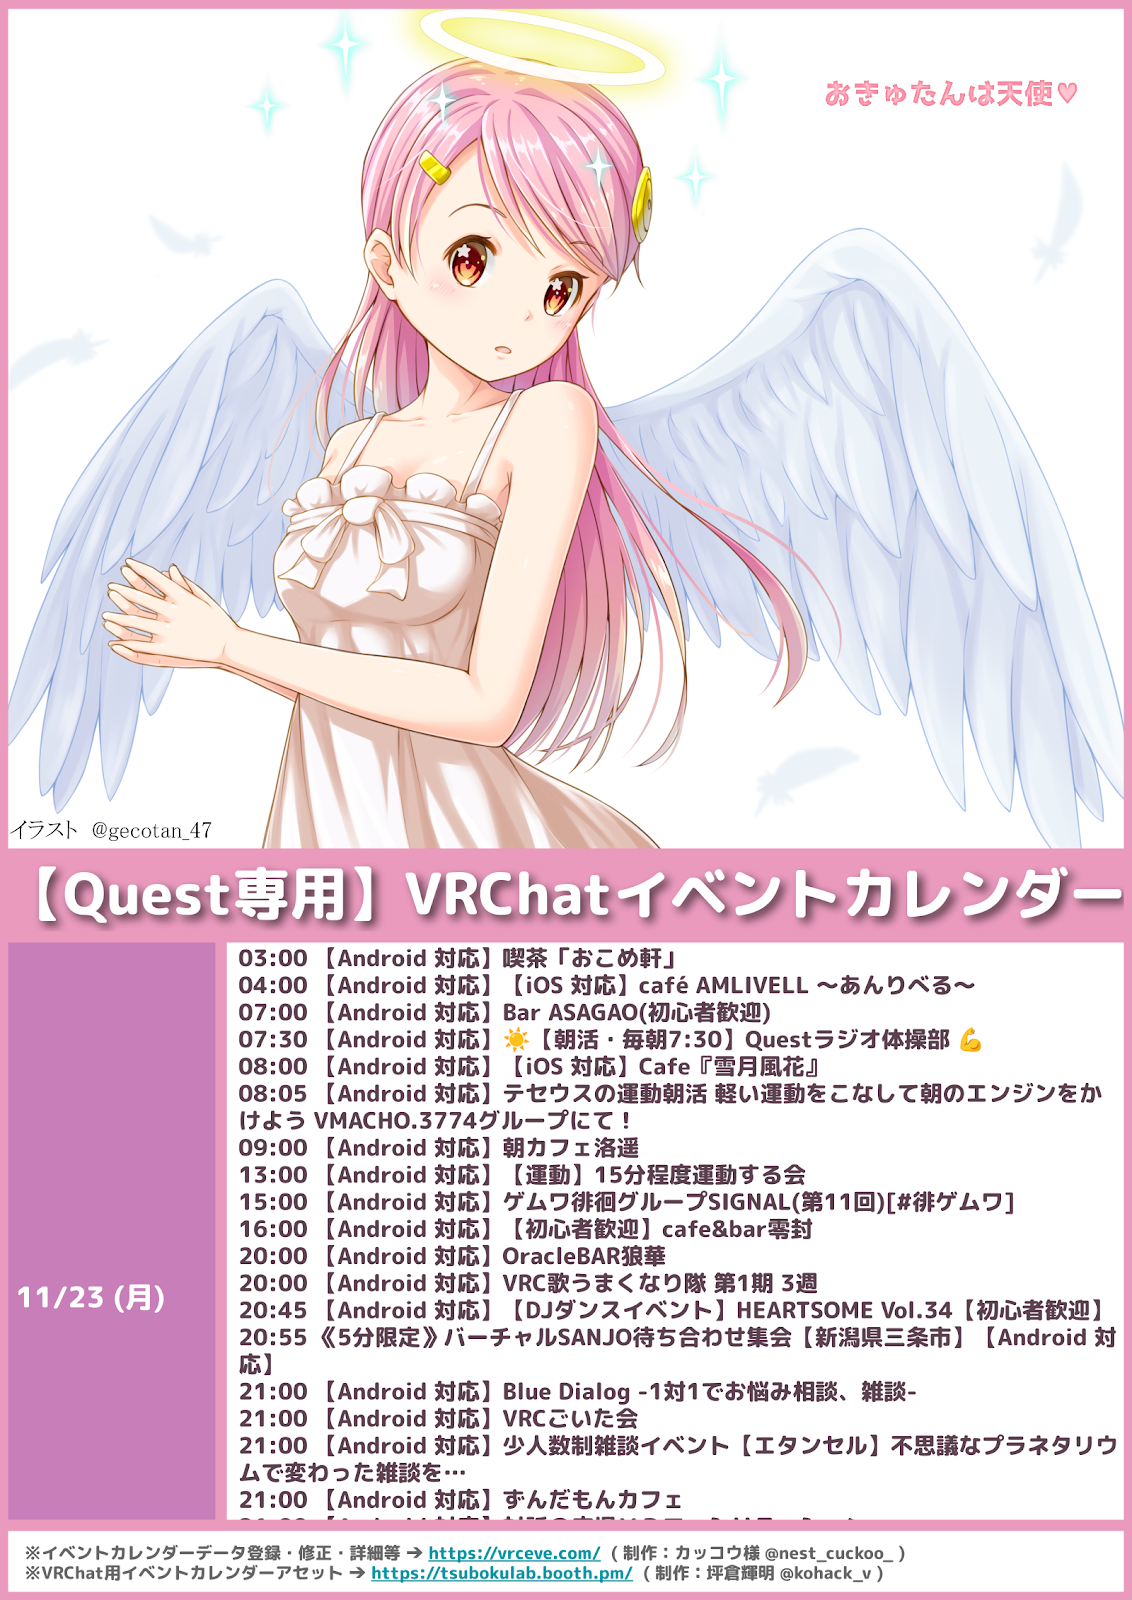 おきゅたんは天使♥
イラスト @gecotan_47
【Quest専用】VRChatイベントカレンダー
11/23 (月)
03:00 【Android 対応】喫茶「おこめ軒」
04:00 【Android 対応】【iOS 対応】café AMLIVELL 〜あんりべる〜
07:00 【Android 対応】Bar ASAGAO(初心者歓迎)
07:30 【Android 対応】☀️【朝活・毎朝7:30】Questラジオ体操部 💪
08:00 【Android 対応】【iOS 対応】Cafe『雪月風花』
08:05 【Android 対応】テセウスの運動朝活 軽い運動をこなして朝のエンジンをか
けよう VMACHO.3774グループにて！
09:00 【Android 対応】朝カフェ洛遥
13:00 【Android 対応】【運動】15分程度運動する会
15:00 【Android 対応】ゲムワ徘徊グループSIGNAL(第11回)[#徘ゲムワ]
16:00 【Android 対応】【初心者歓迎】cafe&bar零封
20:00 【Android 対応】OracleBAR狼華
20:00 【Android 対応】VRC歌うまくなり隊 第1期 3週
20:45 【Android 対応】【DJダンスイベント】HEARTSOME Vol.34【初心者歓迎】
20:55 《5分限定》バーチャルSANJO待ち合わせ集会【新潟県三条市】【Android 対
応】
21:00 【Android 対応】Blue Dialog -1対1でお悩み相談、雑談-
21:00 【Android 対応】VRCごいた会
21:00 【Android 対応】少人数制雑談イベント【エタンセル】不思議なプラネタリウ
ムで変わった雑談を…
21:00 【Android 対応】ずんだもんカフェ
※イベントカレンダーデータ登録・修正・詳細等 ➔ https://vrceve.com/ ( 制作：カッコウ様 @nest_cuckoo_ )
※VRChat用イベントカレンダーアセット ➔ https://tsubokulab.booth.pm/ ( 制作：坪倉輝明 @kohack_v )